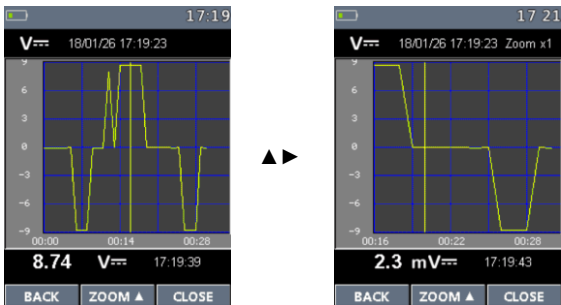 17:19
V 18/01/26 17:19:23
9
6
3
0
-3
-6
-9
00:00 00:14 00:28
8.74 V 17:19:39
BACK ZOOM ▲ CLOSE
▲►
17 21
V 18/01/26 17:19:23 Zoom x1
9
6
3
0
-3
-6
-9
00:16 00:22 00:28
2.3 mV 17:19:43
BACK ZOOM ▲ CLOSE